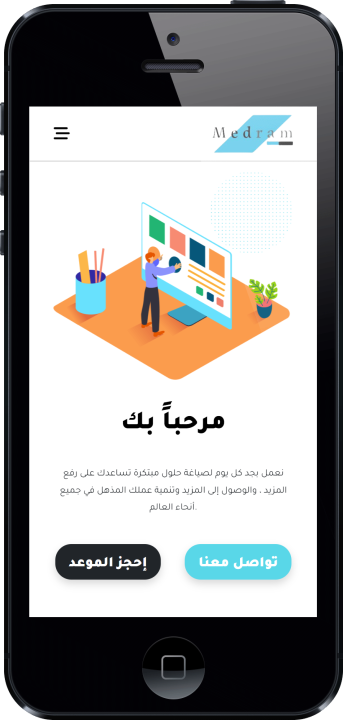 Medram
مرحباً بك
نعمل بجد كل يوم لصياغة حلول مبتكرة تساعدك على رفع
المزيد ، والوصول إلى المزيد وتنمية عملك المذهل في جميع
أنحاء العالم.
تواصل معنا
إحجز الموعد